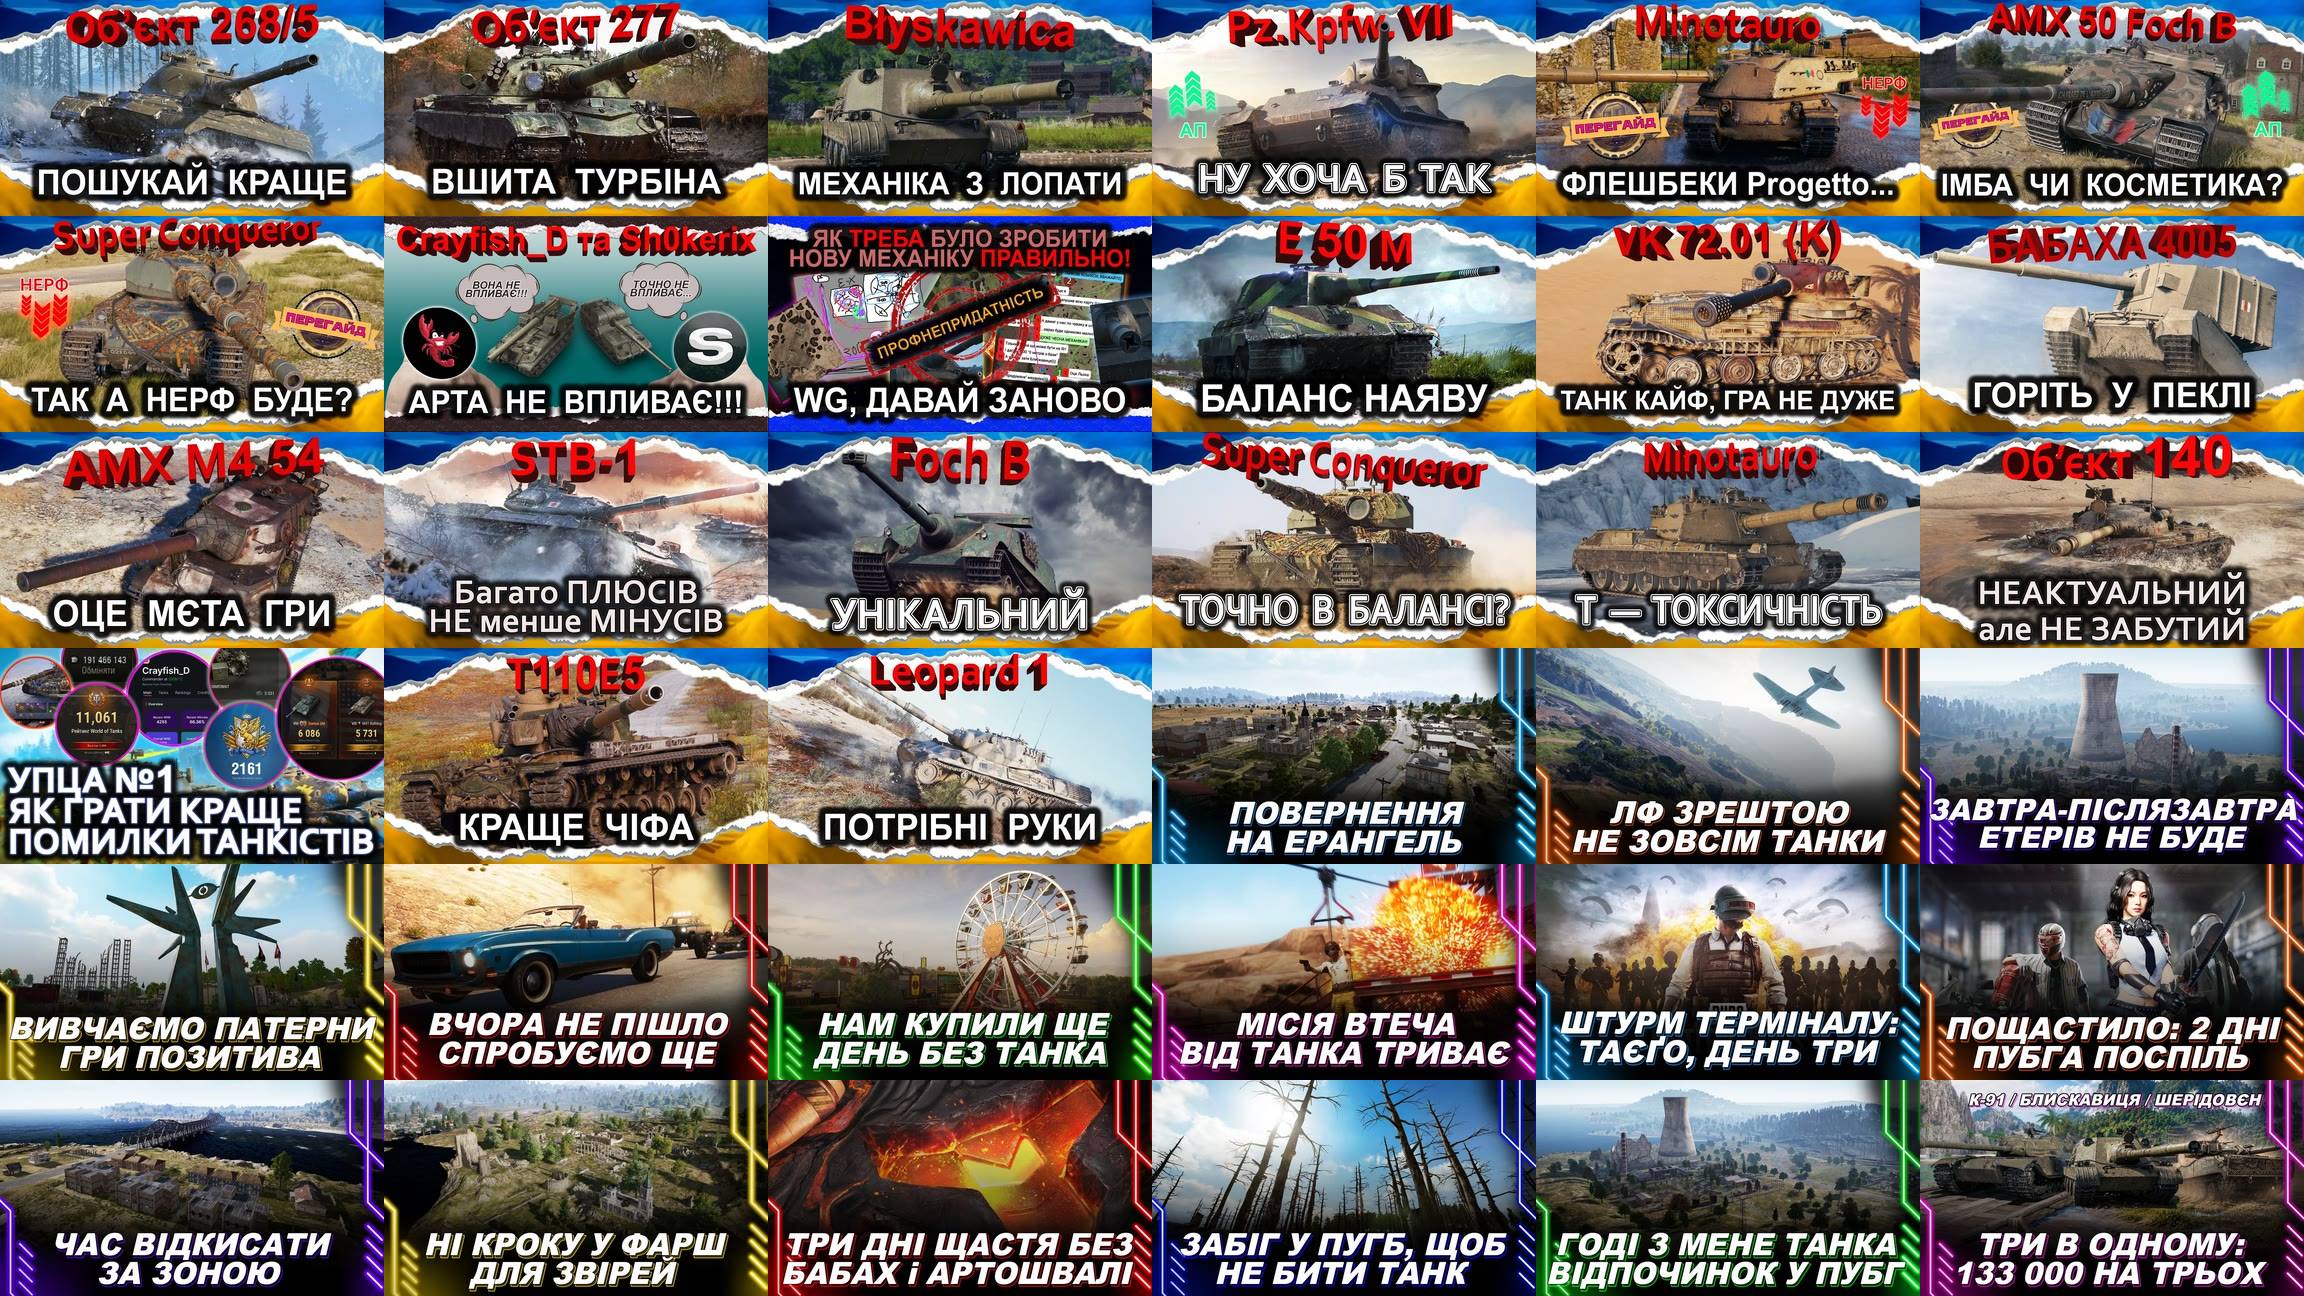 Об'єкт 268/5
ПОШУКАЙ КРАЩЕ
Об'єкт 277
ВШИТА ТУРБІНА
Błyskawica
МЕХАНІКА З ЛОПАТИ
Pz.Kpfw. VII
АП
НУ ХОЧА Б ТАК
Minotauro
НЕРФ
ПЕРЕГАЙД
ФЛЕШБЕКИ Progetto...
AMX 50 Foch B
ПЕРЕГАЙД
АП
ІМБА ЧИ КОСМЕТИКА?
Super Conqueror
НЕРФ
ПЕРЕГАЙД
ТАК А НЕРФ БУДЕ?
Crayfish_D та Sh0kerix
ВОНА НЕ
ВПЛИВАЄ!!!
ТОЧНО НЕ
ВПЛИВАЄ...
S
АРТА НЕ ВПЛИВАЄ!!!
ЯК ТРЕБА БУЛО ЗРОБИТИ
НОВУ МЕХАНІКУ ПРАВИЛЬНО!
ПРОФНЕПРИДАТНІСТЬ
WG, ДАВАЙ ЗАНОВО
E 50 M
БАЛАНС НАЯВУ
VK 72.01 (K)
ТАНК КАЙФ, ГРА НЕ ДУЖЕ
БАБАХА 4005
ГОРІТЬ У ПЕКЛІ
AMX M4 54
ОЦЕ МЄТА ГРИ
STB-1
Багато ПЛЮСІВ
НЕ менше МІНУСІВ
Foch B
УНІКАЛЬНИЙ
Super Conqueror
ТОЧНО В БАЛАНСІ?
Minotauro
Т — ТОКСИЧНІСТЬ
Об'єкт 140
НЕАКТУАЛЬНИЙ
але НЕ ЗАБУТИЙ
191 466 143
Обміняти
Crayfish_D
11,061
Рейтинг World of Tanks
2161
6 086
5 731
УПЦА №1
ЯК ГРАТИ КРАЩЕ
ПОМИЛКИ ТАНКІСТІВ
T110E5
КРАЩЕ ЧІФА
Leopard 1
ПОТРІБНІ РУКИ
ПОВЕРНЕННЯ
НА ЕРАНГЕЛЬ
ЛФ ЗРЕШТОЮ
НЕ ЗОВСІМ ТАНКИ
ЗАВТРА-ПІСЛЯЗАВТРА
ЕТЕРІВ НЕ БУДЕ
ВИВЧАЄМО ПАТЕРНИ
ГРИ ПОЗИТИВА
ВЧОРА НЕ ПІШЛО
СПРОБУЄМО ЩЕ
НАМ КУПИЛИ ЩЕ
ДЕНЬ БЕЗ ТАНКА
МІСІЯ ВТЕЧА
ВІД ТАНКА ТРИВАЄ
ШТУРМ ТЕРМІНАЛУ:
ТАЄҐО, ДЕНЬ ТРИ
ПОЩАСТИЛО: 2 ДНІ
ПУБГА ПОСПІЛЬ
ЧАС ВІДКИСАТИ
ЗА ЗОНОЮ
НІ КРОКУ У ФАРШ
ДЛЯ ЗВІРЕЙ
ТРИ ДНІ ЩАСТЯ БЕЗ
БАБАХ і АРТОШВАЛІ
ЗАБІГ У ПУГБ, ЩОБ
НЕ БИТИ ТАНК
ГОДІ З МЕНЕ ТАНКА
ВІДПОЧИНОК У ПУБГ
К-91 / БЛИСКАВИЦЯ / ШЕРІДОВЄН
ТРИ В ОДНОМУ:
133 000 НА ТРЬОХ